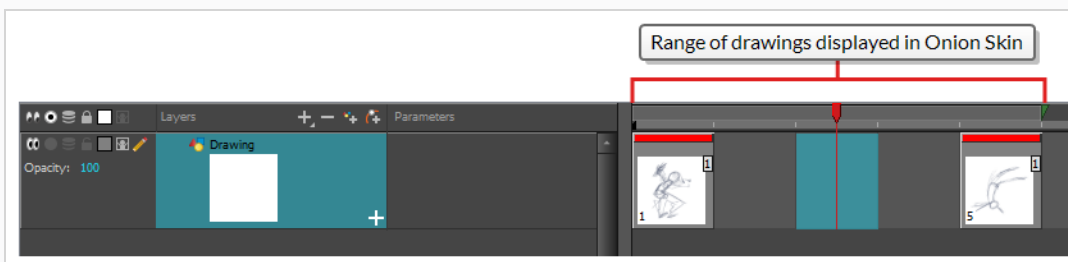 Range of drawings displayed in Onion Skin
Layers
Parameters
Drawing
Opacity: 100
1
1
1
5